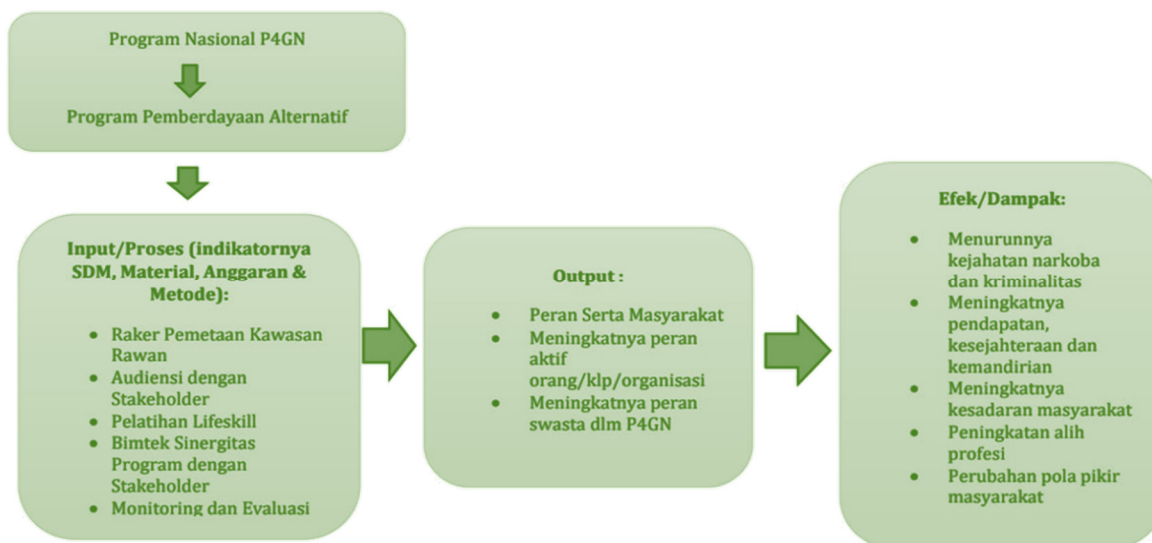 Program Nasional P4GN
Program Pemberdayaan Alternatif
Input/Proses (indikatornya
SDM, Material, Anggaran &
Metode):
• Raker Pemetaan Kawasan
Rawan
• Audiensi dengan
Stakeholder
• Pelatihan Lifeskill
• Bimtek Sinergitas
Program dengan
Stakeholder
• Monitoring dan Evaluasi
Output :
• Peran Serta Masyarakat
• Meningkatnya peran
aktif
orang/klp/organisasi
• Meningkatnya peran
swasta dlm P4GN
Efek/Dampak:
• Menurunnya
kejahatan narkoba
dan kriminalitas
• Meningkatnya
pendapatan,
kesejahteraan dan
kemandirian
• Meningkatnya
kesadaran masyarakat
• Peningkatan alih
profesi
• Perubahan pola pikir
masyarakat